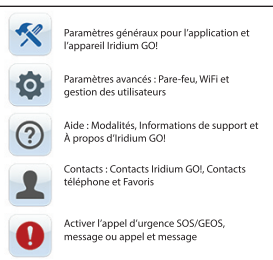 Paramètres généraux pour l'application et
l'appareil Iridium GO!
Paramètres avancés : Pare-feu, WiFi et
gestion des utilisateurs
Aide : Modalités, Informations de support et
À propos d'Iridium GO!
Contacts : Contacts Iridium GO!, Contacts
téléphone et Favoris
Activer l'appel d'urgence SOS/GEOS,
message ou appel et message